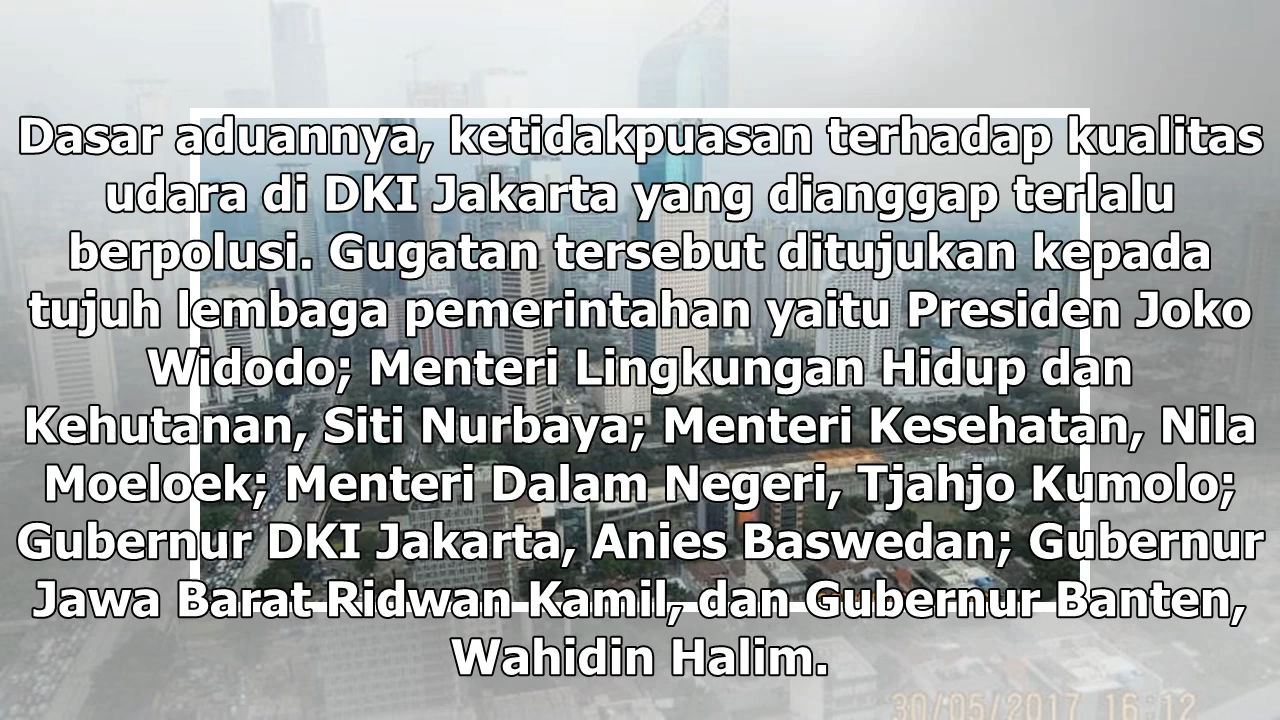 Dasar aduannya, ketidakpuasan terhadap kualitas
udara di DKI Jakarta yang dianggap terlalu
berpolusi. Gugatan tersebut ditujukan kepada
tujuh lembaga pemerintahan yaitu Presiden Joko
Widodo; Menteri Lingkungan Hidup dan
Kehutanan, Siti Nurbaya; Menteri Kesehatan, Nila
Moeloek; Menteri Dalam Negeri, Tjahjo Kumolo;
Gubernur DKI Jakarta, Anies Baswedan; Gubernur
Jawa Barat Ridwan Kamil, dan Gubernur Banten,
Wahidin Halim.
30/05/2017 16:12